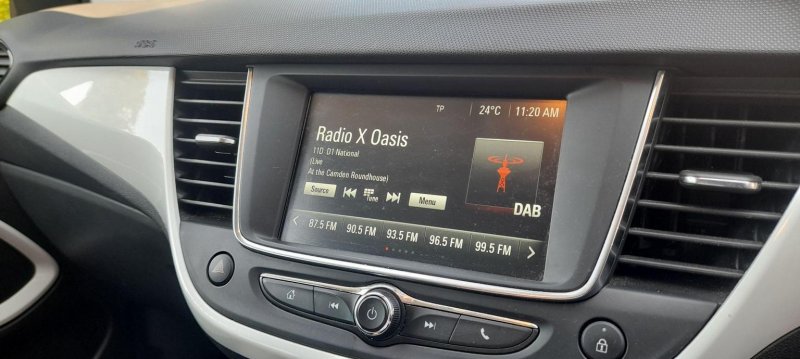 TP 24°C 11:20 AM
Radio X Oasis
11D D1 National
(Live
At the Camden Roundhouse)
Source Tune Menu
DAB
87.5 FM 90.5 FM 93.5 FM 96.5 FM 99.5 FM